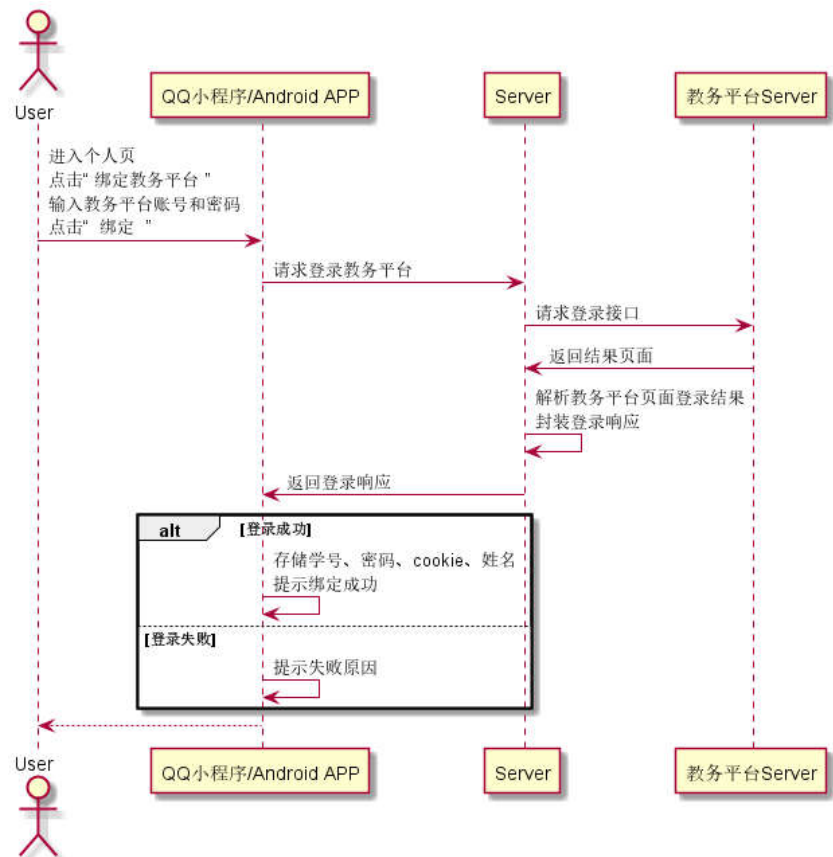 User
QQ小程序/Android APP
Server
教务平台Server
进入个人页
点击“ 绑定教务平台 ”
输入教务平台账号和密码
点击“ 绑定 ”
请求登录教务平台
请求登录接口
返回结果页面
解析教务平台页面登录结果
封装登录响应
返回登录响应
alt
[登录成功]
存储学号、密码、cookie、姓名
提示绑定成功
[登录失败]
提示失败原因
User
QQ小程序/Android APP
Server
教务平台Server